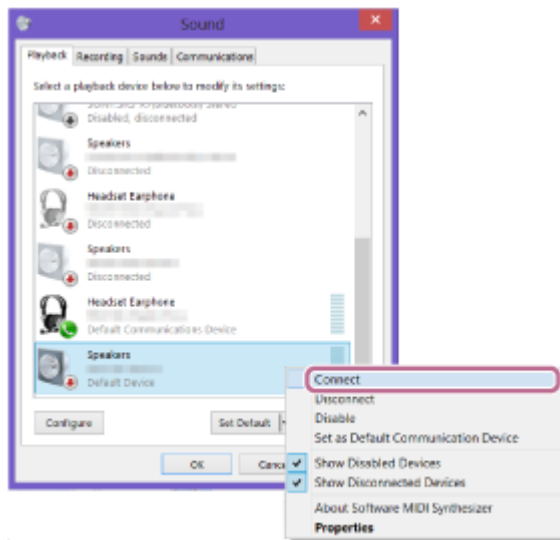 Sound
Playback Recording Sounds Communications
Select a playback device below to modify its settings:
Disabled, disconnected
Speakers
Disconnected
Headset Earphone
Disconnected
Speakers
Disconnected
Headset Earphone
Default Communications Device
Speakers
Default Device
Configure Set Default
OK Canc
Connect
Disconnect
Disable
Set as Default Communication Device
Show Disabled Devices
Show Disconnected Devices
About Software MIDI Synthesizer
Properties